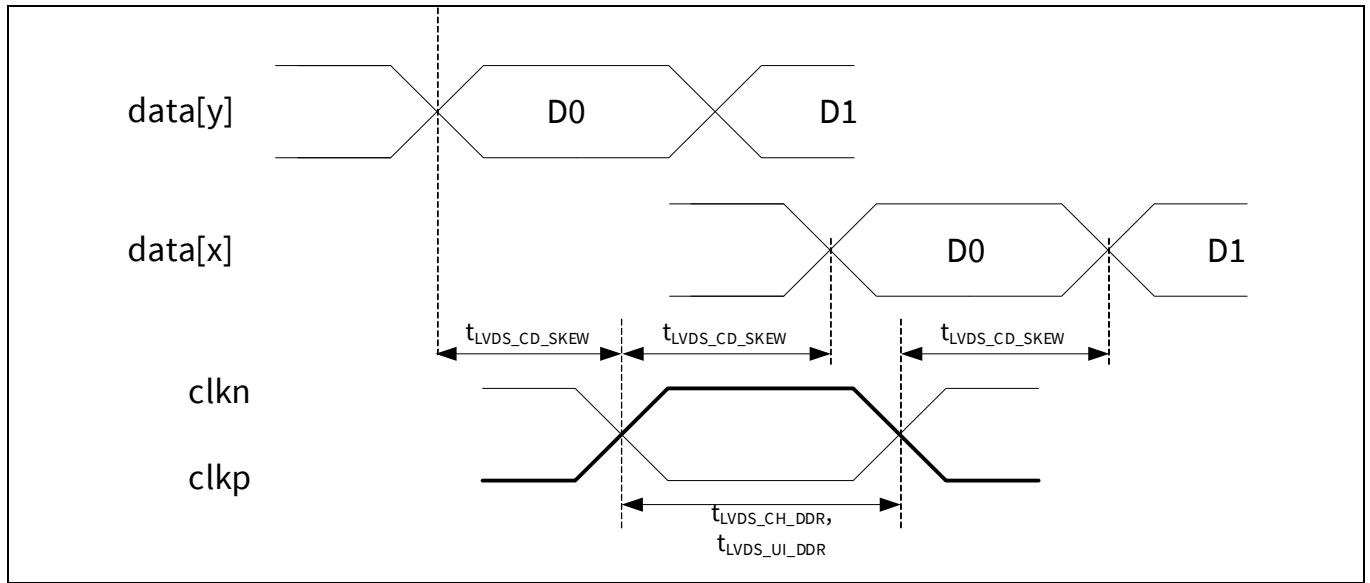 data[y] D0 D1
data[x] D0 D1
tLVDS_CD_SKEW tLVDS_CD_SKEW tLVDS_CD_SKEW
clkn
clkp
tLVDS_CH_DDR,
tLVDS_UI_DDR